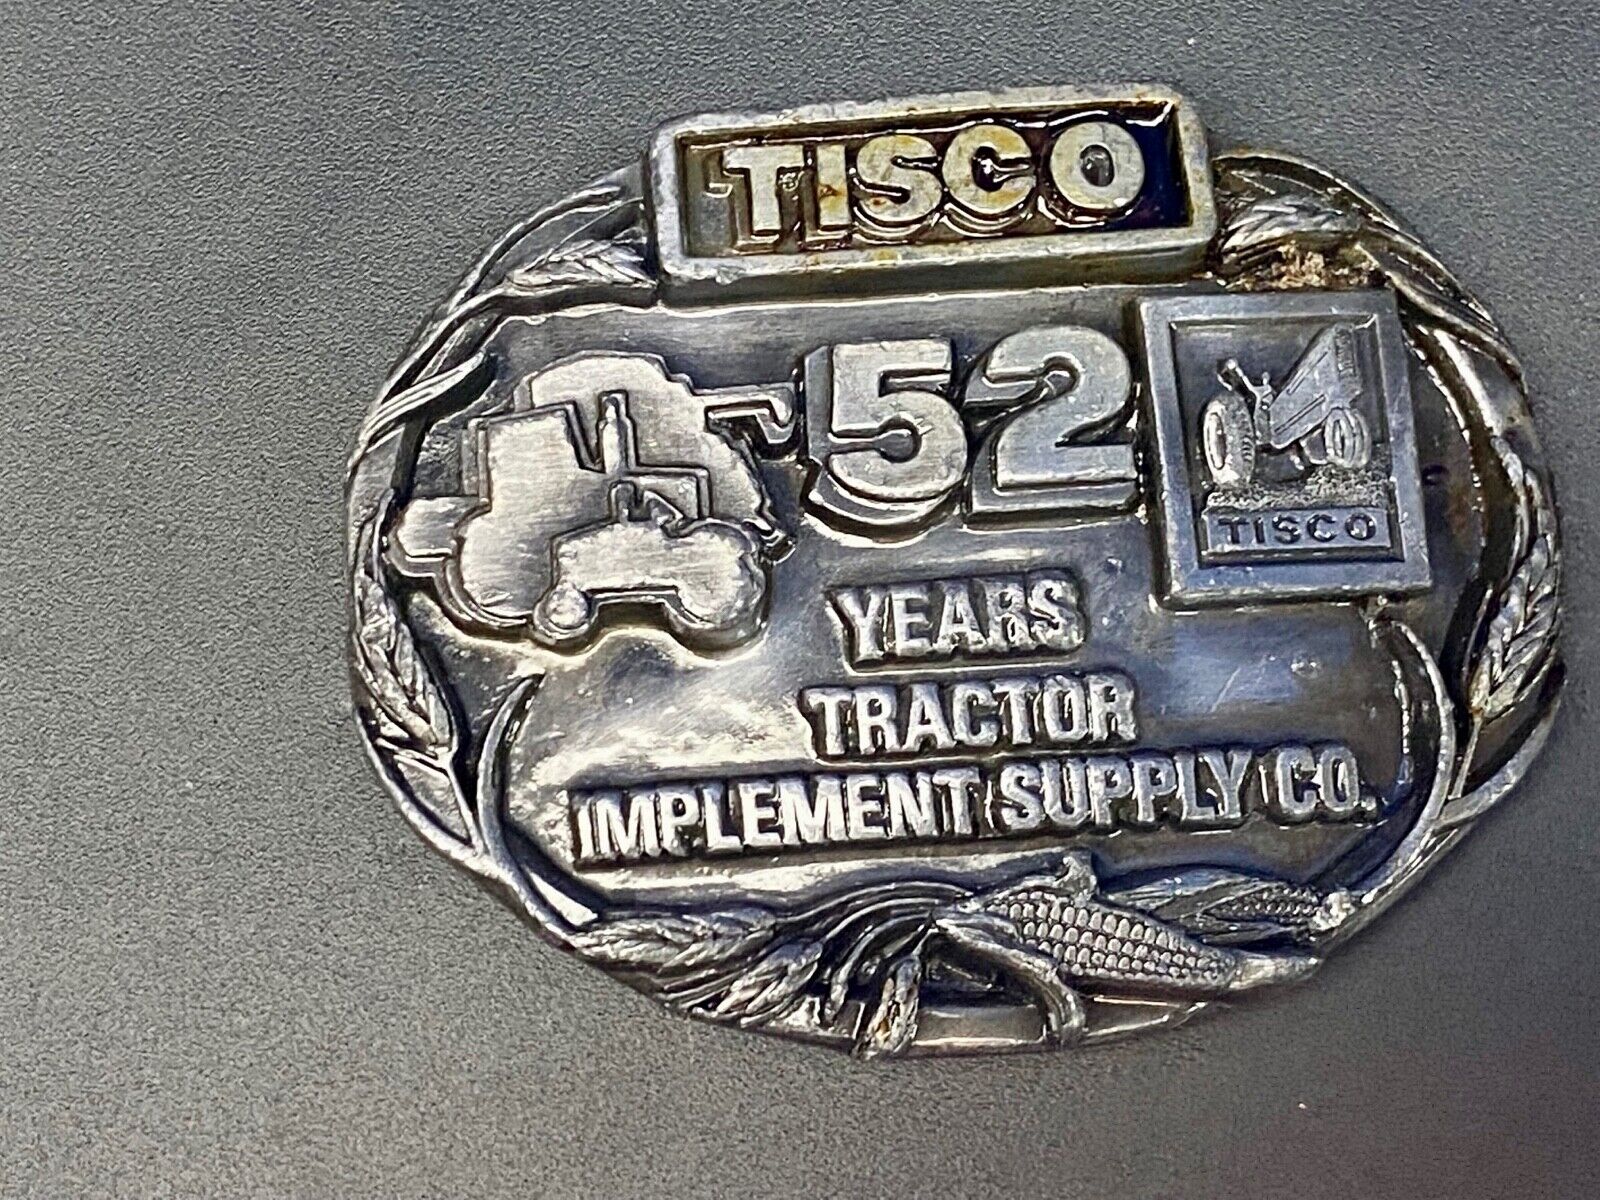 TISCO
52
TISCO
YEARS
TRACTOR
IMPLEMENT SUPPLY CO.